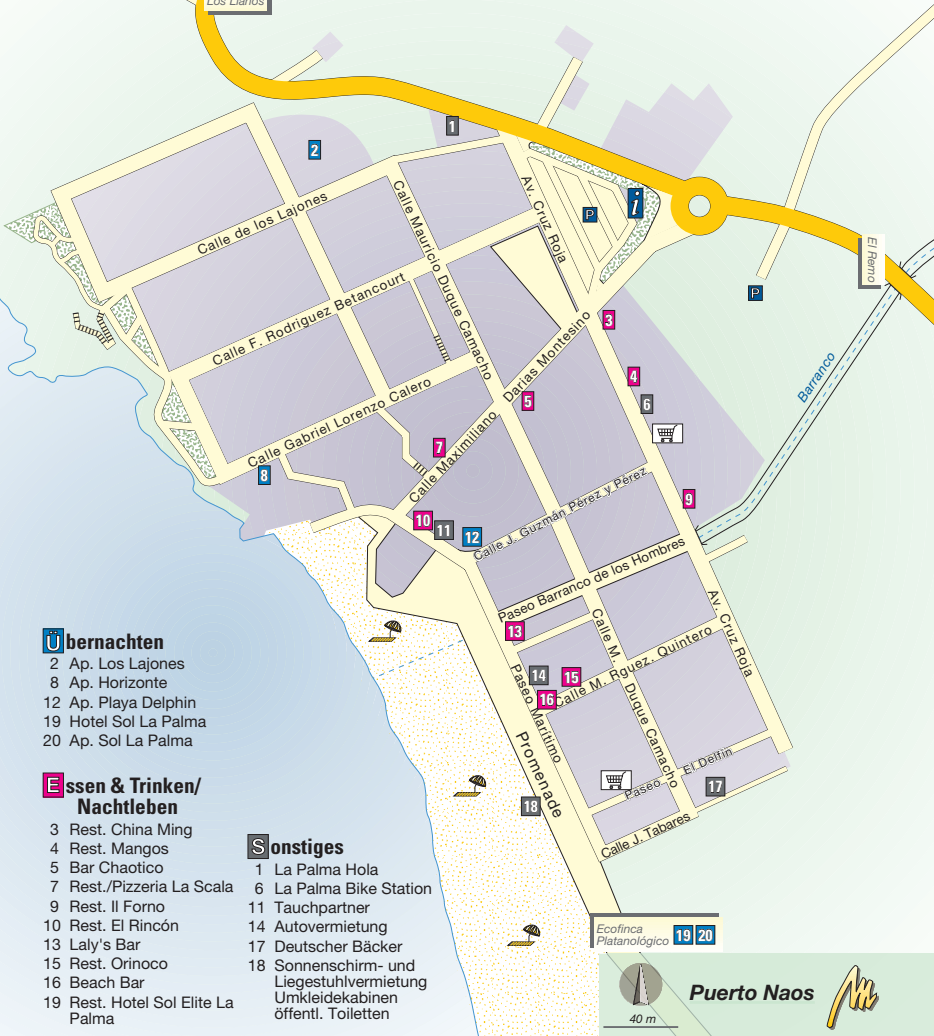 Los Llanos
1
2
Calle de los Lajones
Calle Mauricio Duque Camacho
Av. Cruz Roja
P
i
El Remo
P
Calle F. Rodriguez Betancourt
Darias Montesino
3
4
5
6
Barranco
Calle Gabriel Lorenzo Calero
7
Calle Maximiliano
8
9
10
11
12
Calle J. Guzmán Pérez y Pérez
Paseo Barranco de los Hombres
13
Calle M.
Duque Camacho
Av. Cruz Roja
14
15
16
Calle M. Rguez. Quintero
Paseo Marítimo
Promenade
Paseo El Delfin
17
18
Calle J. Tabares
Übernachten
2 Ap. Los Lajones
8 Ap. Horizonte
12 Ap. Playa Delphin
19 Hotel Sol La Palma
20 Ap. Sol La Palma
Essen & Trinken/
Nachtleben
3 Rest. China Ming
4 Rest. Mangos
5 Bar Chaotico
7 Rest./Pizzeria La Scala
9 Rest. Il Forno
10 Rest. El Rincón
13 Laly's Bar
15 Rest. Orinoco
16 Beach Bar
19 Rest. Hotel Sol Elite La
Palma
Sonstiges
1 La Palma Hola
6 La Palma Bike Station
11 Tauchpartner
14 Autovermietung
17 Deutscher Bäcker
18 Sonnenschirm- und
Liegestuhlvermietung
Umkleidekabinen
öffentl. Toiletten
Ecofinca
Platanológico 19 20
40 m
Puerto Naos